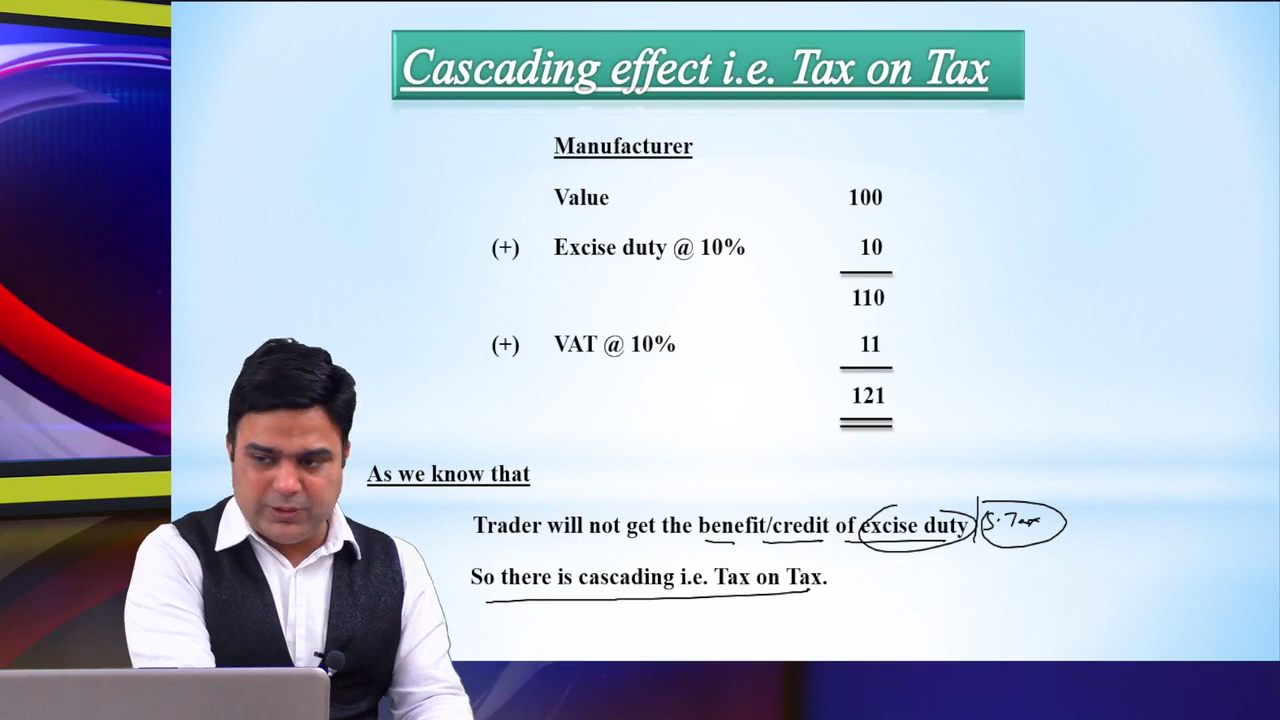 Cascading effect i.e. Tax on Tax
Manufacturer
Value 100
(+) Excise duty @ 10% 10
110
(+) VAT @ 10% 11
121
As we know that
Trader will not get the benefit/credit of excise duty S. Tax
So there is cascading i.e. Tax on Tax.